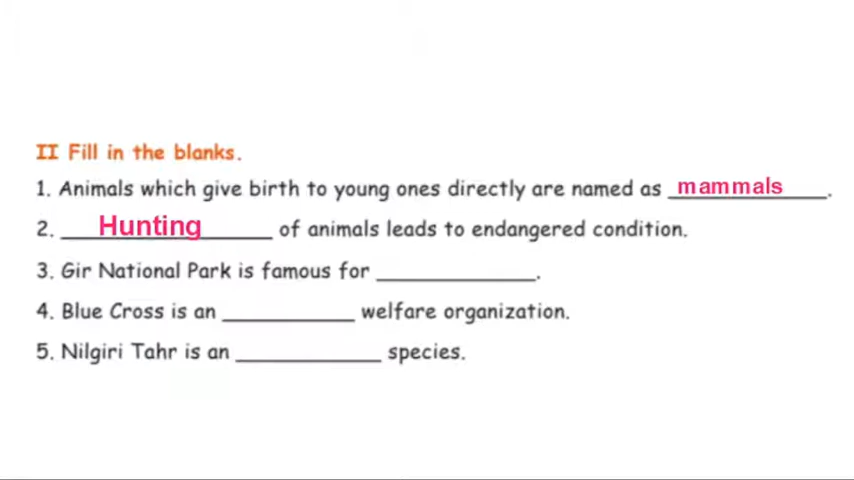 II Fill in the blanks.
1. Animals which give birth to young ones directly are named as mammals.
2. Hunting of animals leads to endangered condition.
3. Gir National Park is famous for ______________.
4. Blue Cross is an ____________ welfare organization.
5. Nilgiri Tahr is an _____________ species.